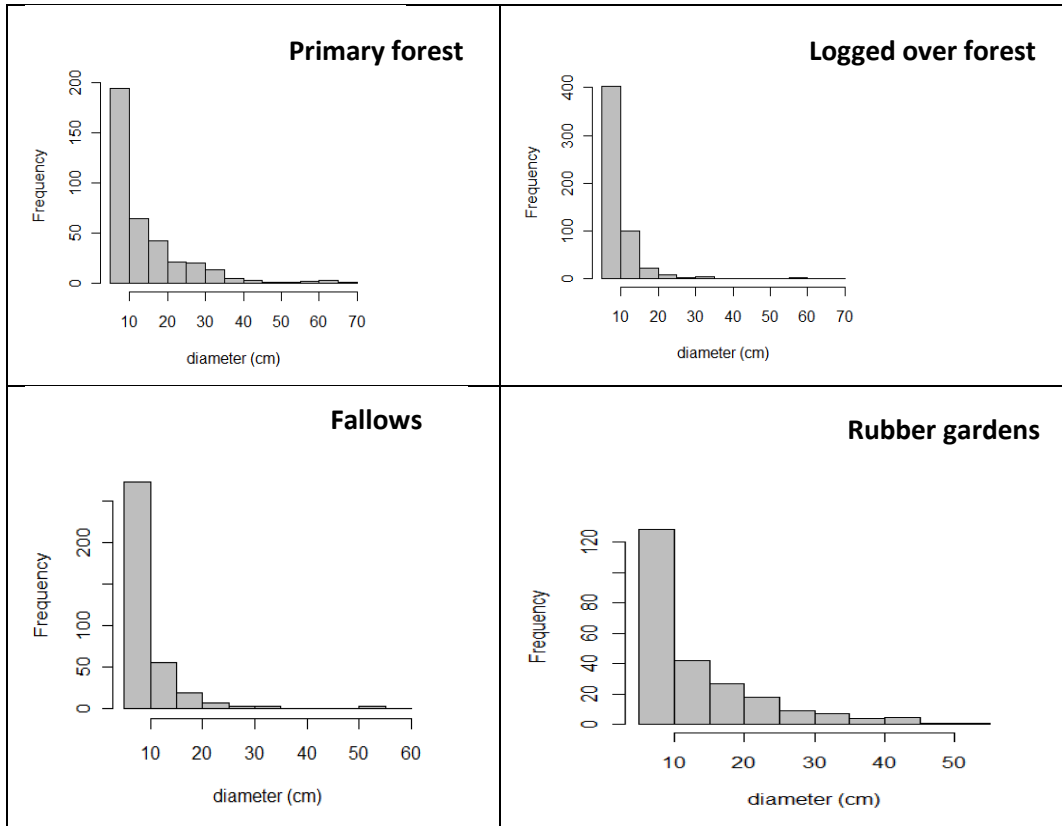 Primary forest
200
150
100
50
0
Frequency
10 20 30 40 50 60 70
diameter (cm)
Logged over forest
400
300
200
100
0
Frequency
10 20 30 40 50 60 70
diameter (cm)
Fallows
200
100
50
0
Frequency
10 20 30 40 50 60
diameter (cm)
Rubber gardens
120
80
60
40
20
0
Frequency
10 20 30 40 50
diameter (cm)